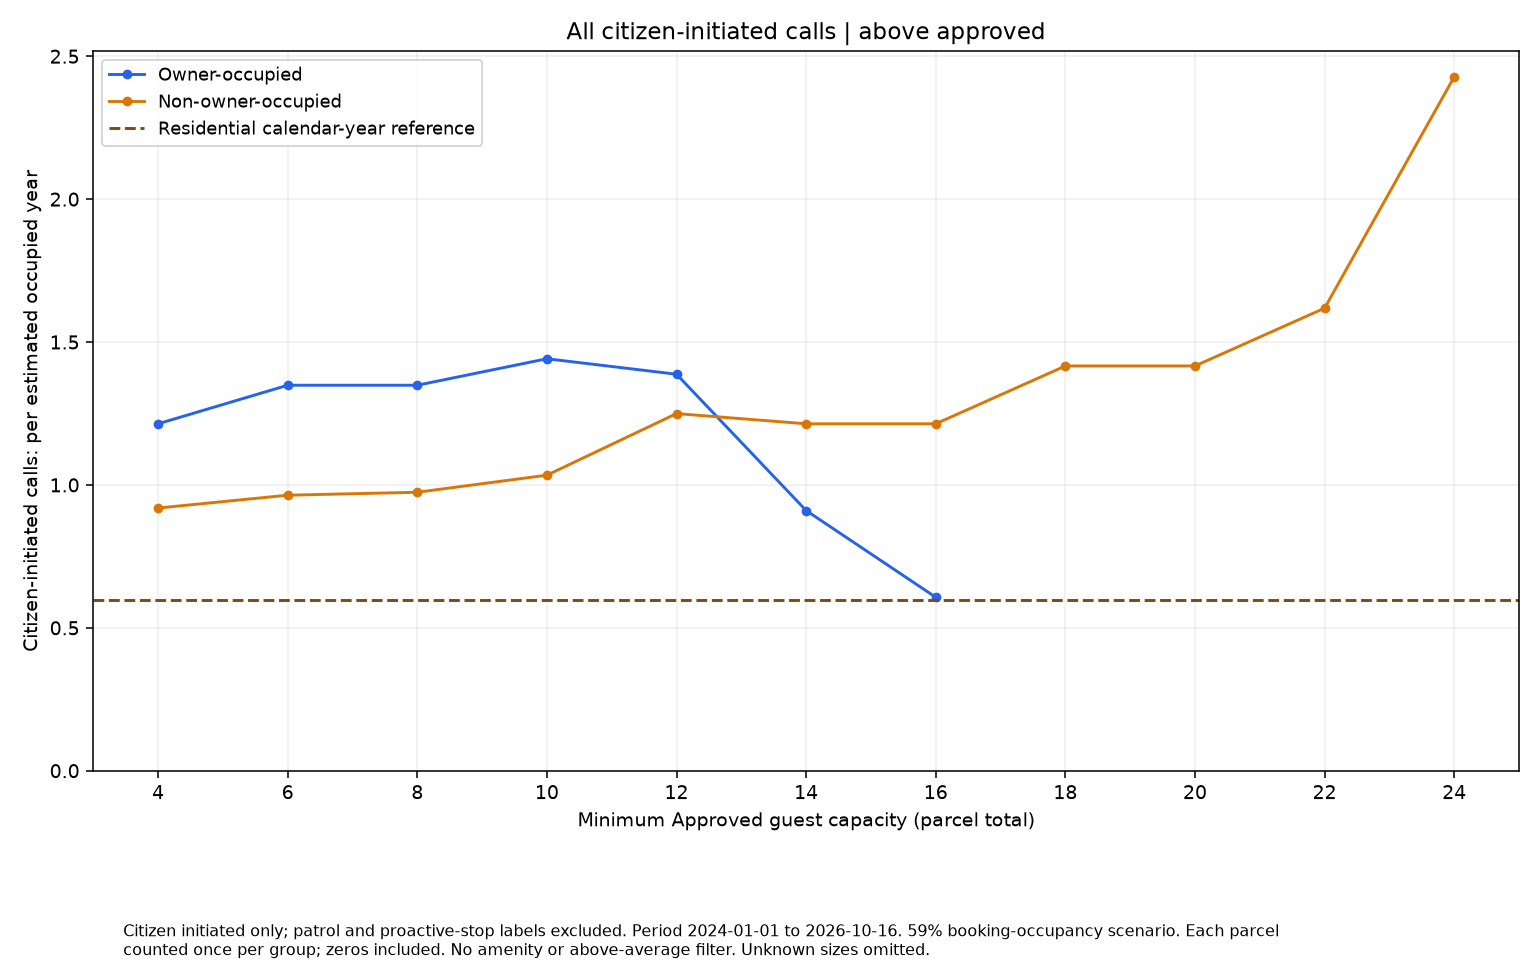 All citizen-initiated calls | above approved
Owner-occupied
Non-owner-occupied
Residential calendar-year reference
Citizen-initiated calls: per estimated occupied year
2.5
2.0
1.5
1.0
0.5
0.0
4 6 8 10 12 14 16 18 20 22 24
Minimum Approved guest capacity (parcel total)
Citizen initiated only; patrol and proactive-stop labels excluded. Period 2024-01-01 to 2026-10-16. 59% booking-occupancy scenario. Each parcel
counted once per group; zeros included. No amenity or above-average filter. Unknown sizes omitted.